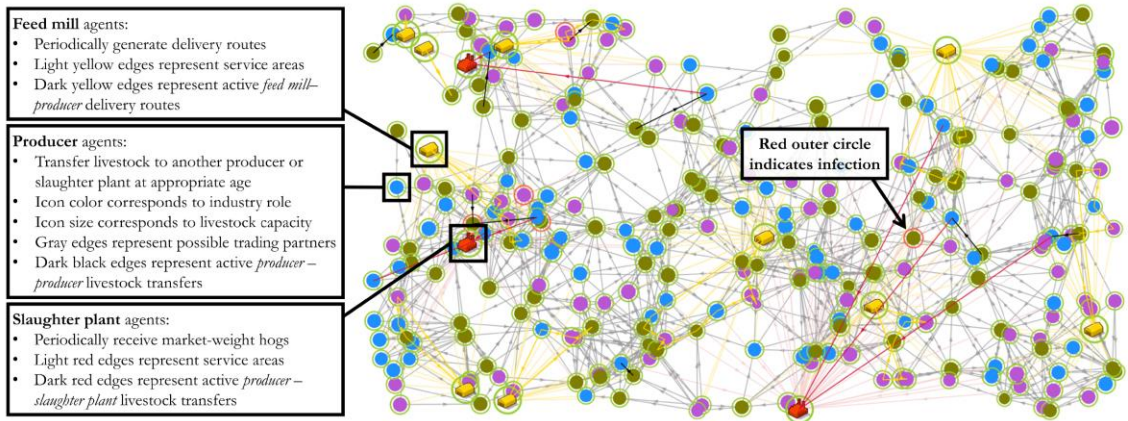 Feed mill agents:
• Periodically generate delivery routes
• Light yellow edges represent service areas
• Dark yellow edges represent active feed mill–
producer delivery routes
Producer agents:
• Transfer livestock to another producer or
slaughter plant at appropriate age
• Icon color corresponds to industry role
• Icon size corresponds to livestock capacity
• Gray edges represent possible trading partners
• Dark black edges represent active producer –
producer livestock transfers
Slaughter plant agents:
• Periodically receive market-weight hogs
• Light red edges represent service areas
• Dark red edges represent active producer –
slaughter plant livestock transfers
Red outer circle
indicates infection